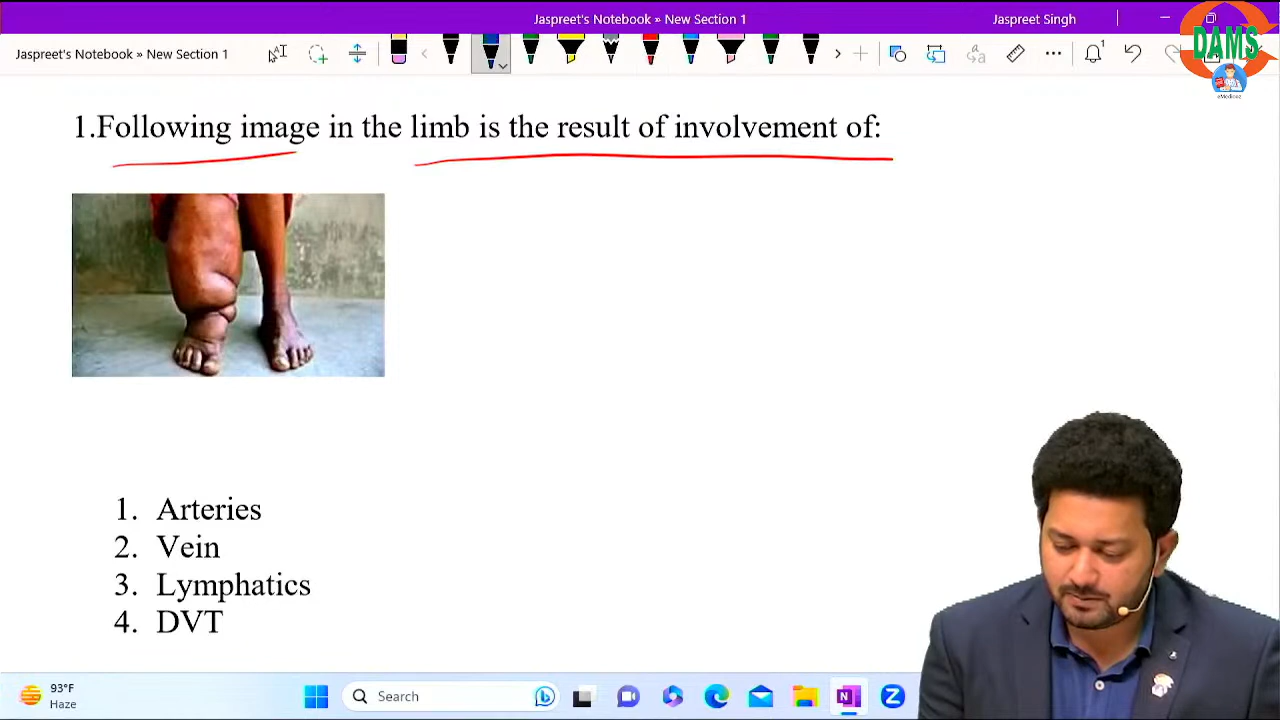 Jaspreet's Notebook » New Section 1
Jaspreet Singh
Jaspreet's Notebook » New Section 1
DAMS
eMedicoz
1.Following image in the limb is the result of involvement of:
1. Arteries
2. Vein
3. Lymphatics
4. DVT
93°F
Haze
Search